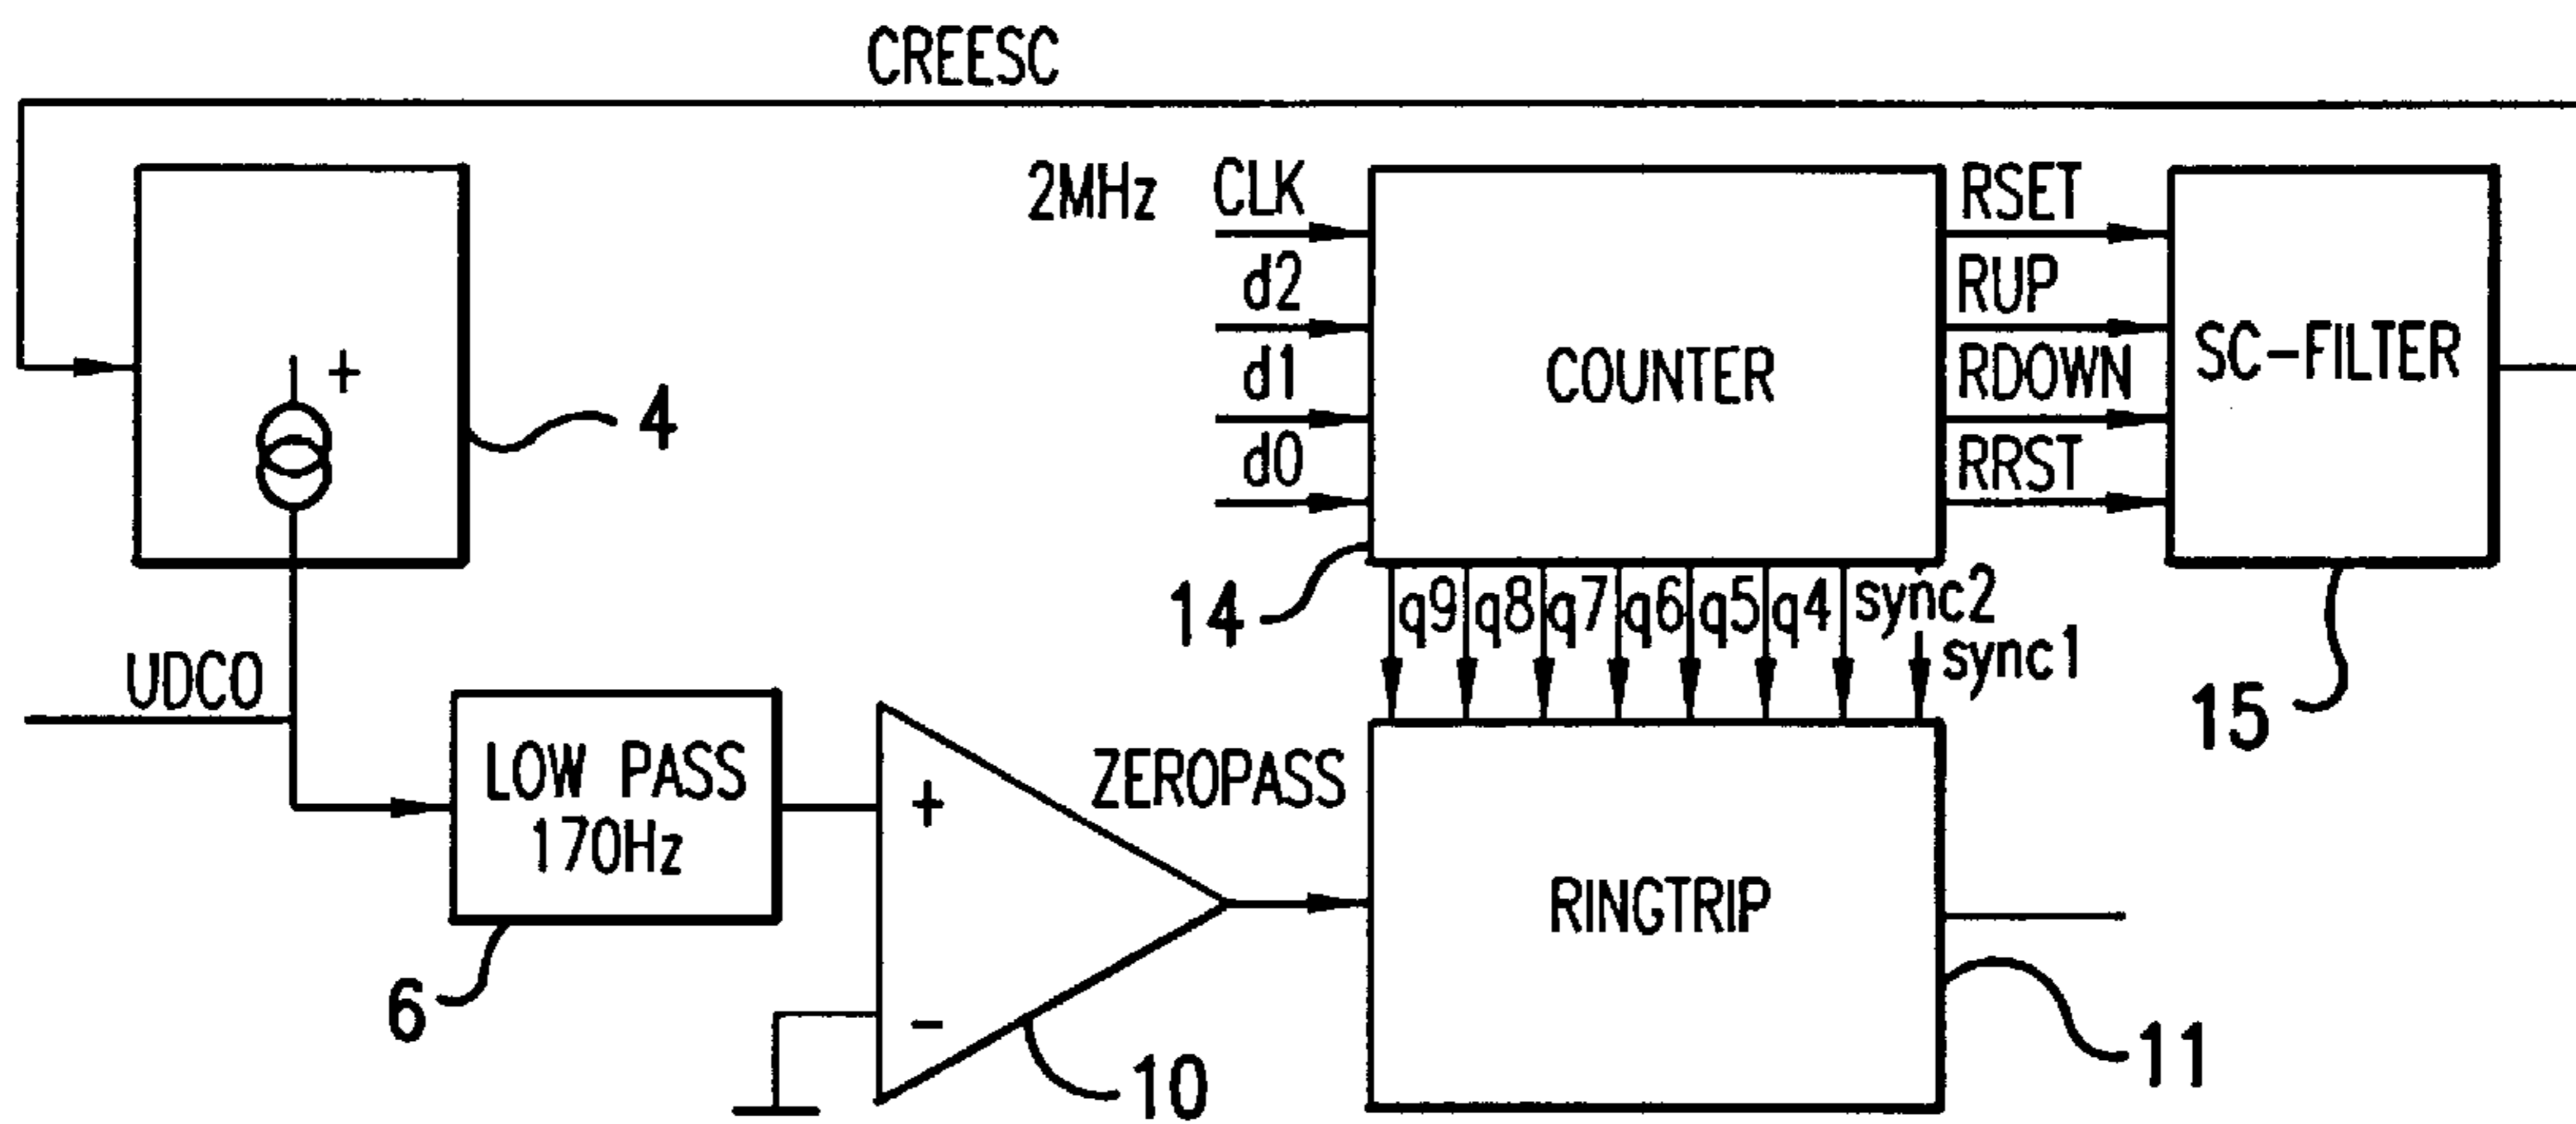 CREESC
2MHz CLK
d2
d1
d0
COUNTER
RSET
RUP
RDOWN
RRST
SC-FILTER
+
4
14
q9 q8 q7 q6 q5 q4 sync2
sync1
15
UDCO
LOW PASS
170Hz
6
+
-
10
ZEROPASS
RINGTRIP
11